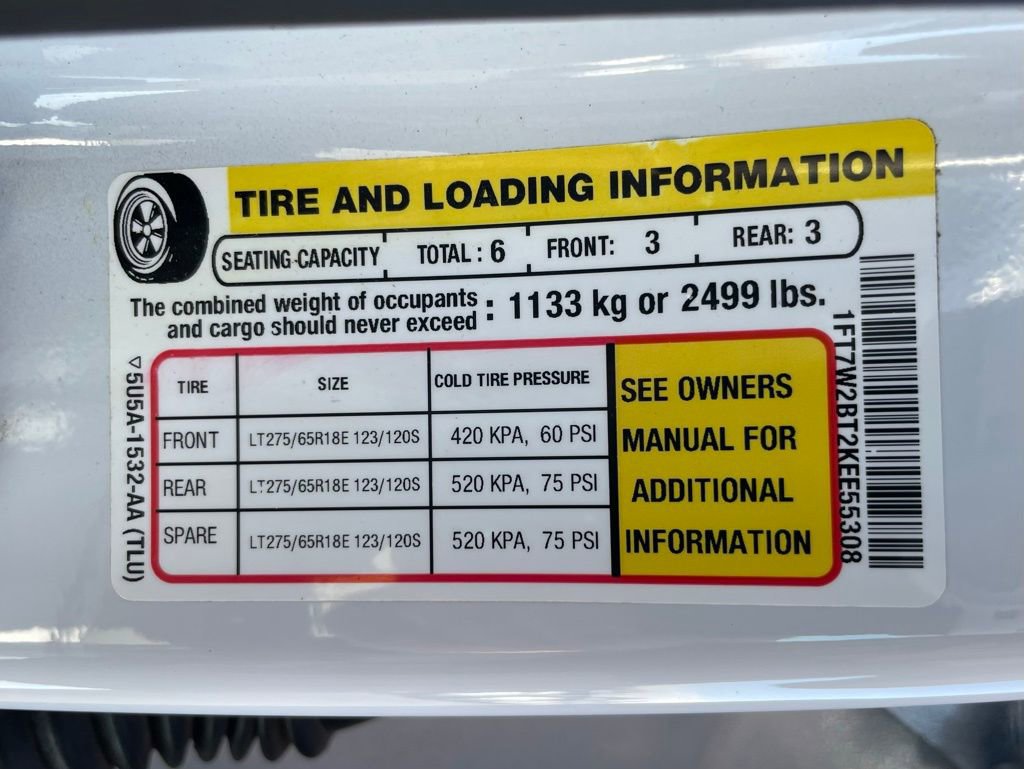 TIRE AND LOADING INFORMATION
SEATING CAPACITY TOTAL : 6 FRONT: 3 REAR: 3
The combined weight of occupants
and cargo should never exceed : 1133 kg or 2499 lbs.
TIRE SIZE COLD TIRE PRESSURE
FRONT LT275/65R18E 123/120S 420 KPA, 60 PSI
REAR LT275/65R18E 123/120S 520 KPA, 75 PSI
SPARE LT275/65R18E 123/120S 520 KPA, 75 PSI
SEE OWNERS
MANUAL FOR
ADDITIONAL
INFORMATION
5U5A-1532-AA (TLU)
1FT7W2BT2KEE55308